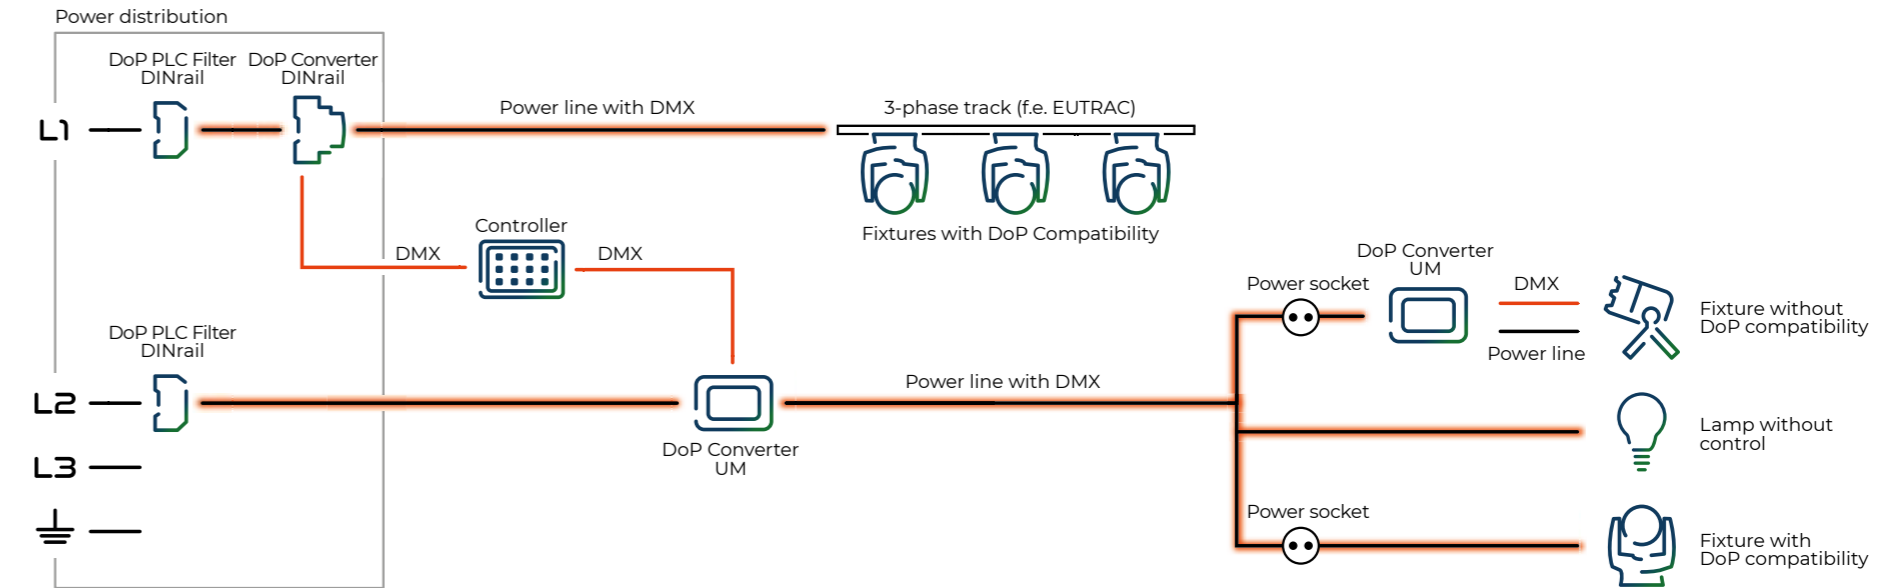 Power distribution
DoP PLC Filter
DINrail
DoP Converter
DINrail
L1
Power line with DMX
3-phase track (f.e. EUTRAC)
Fixtures with DoP Compatibility
Controller
DMX
DMX
DoP PLC Filter
DINrail
L2
DoP Converter
UM
Power line with DMX
Power socket
DoP Converter
UM
DMX
Power line
Fixture without
DoP compatibility
Lamp without
control
L3
Power socket
Fixture with
DoP compatibility